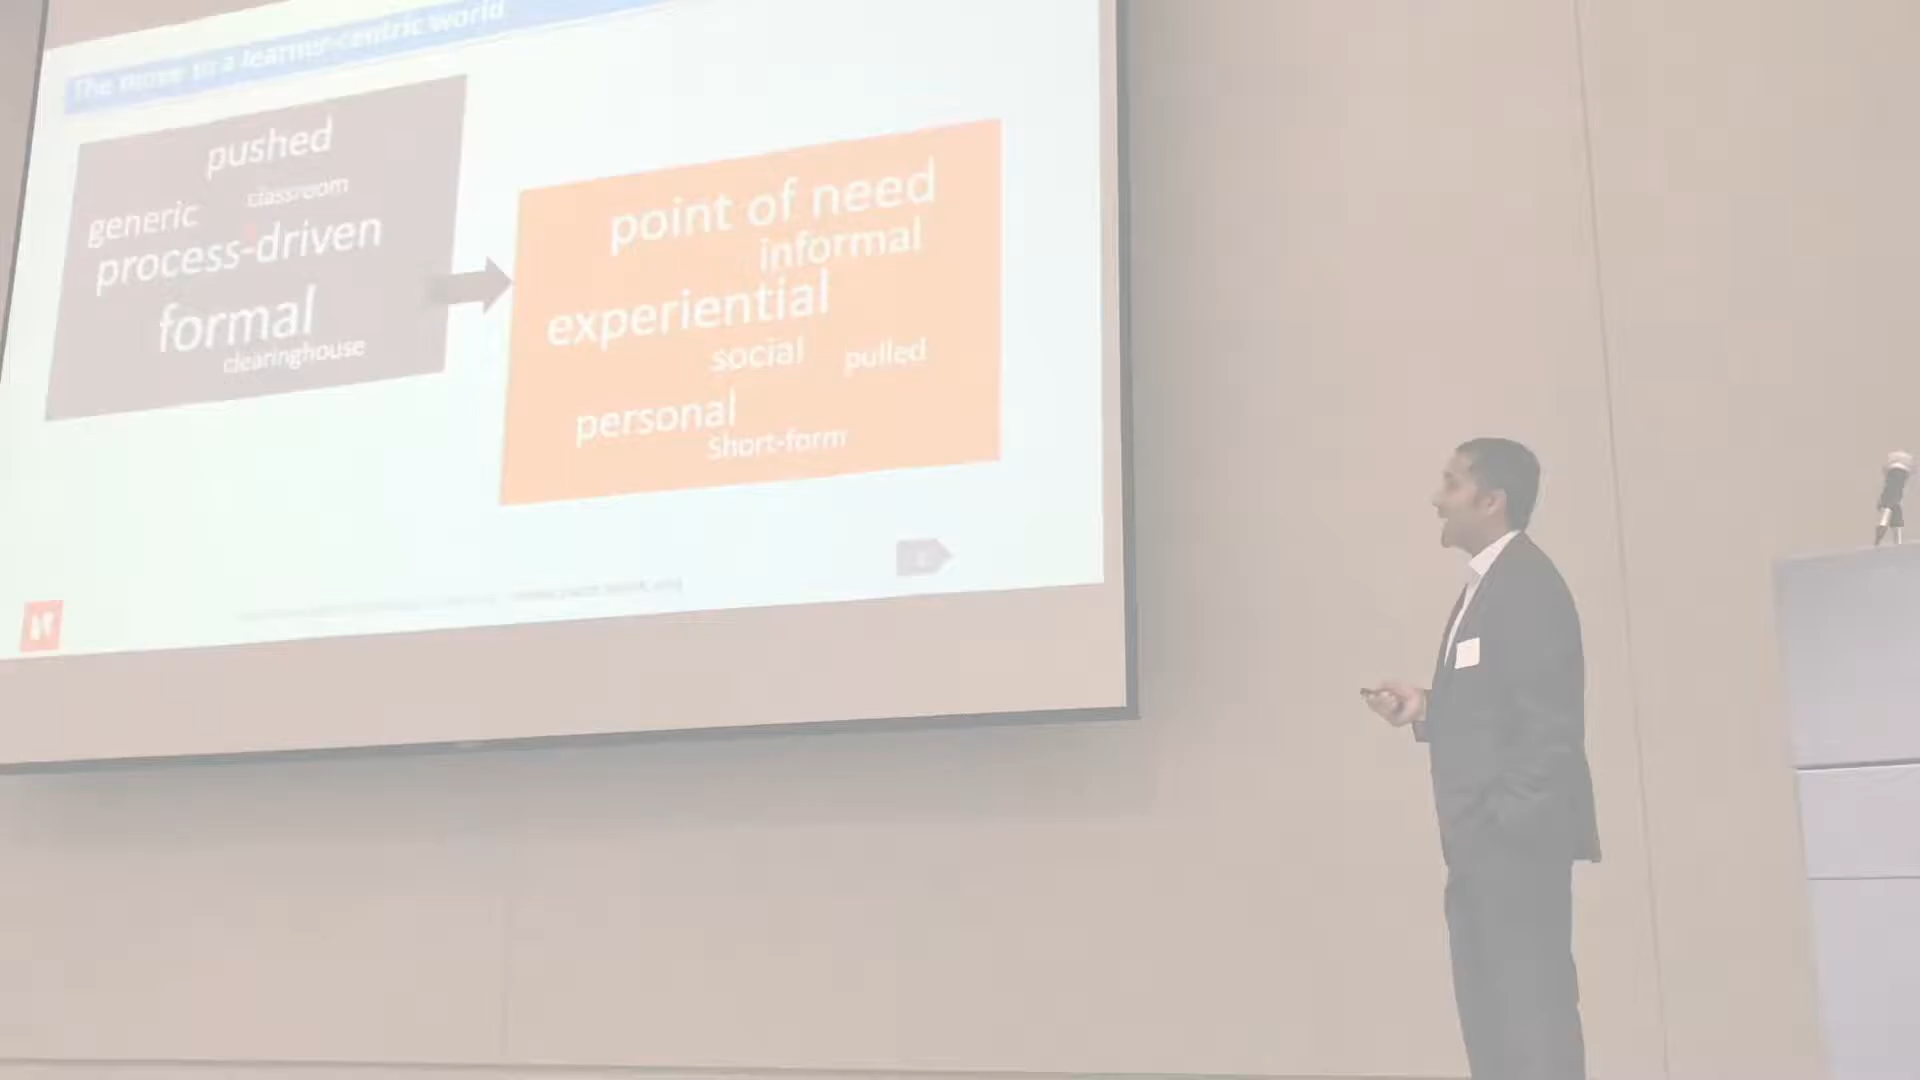 The move to a learner-centric world
pushed
classroom
generic
process-driven
formal
clearinghouse
point of need
informal
experiential
social pulled
personal
Short-form